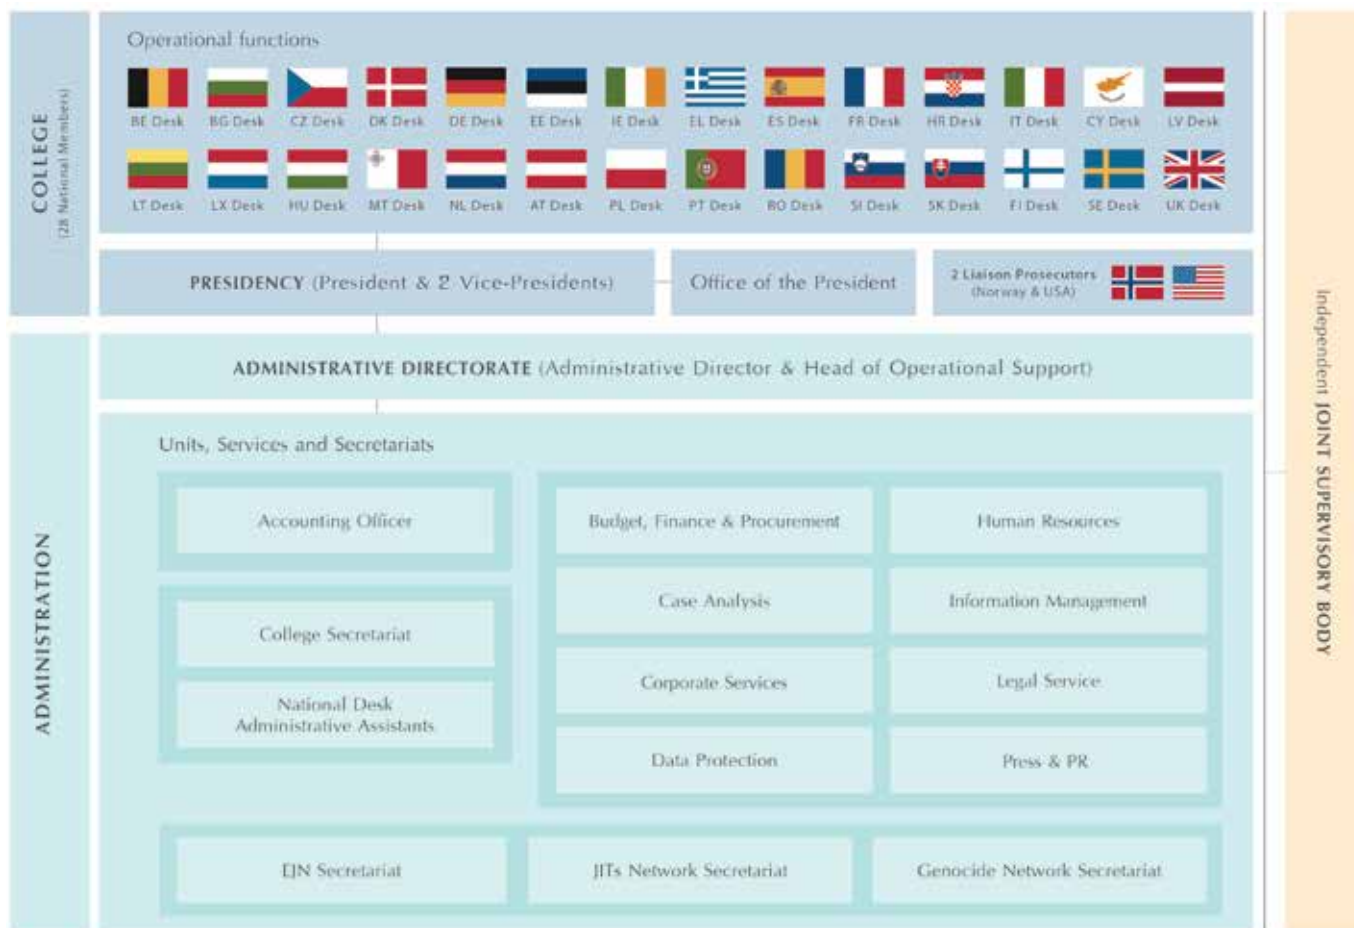 COLLEGE
(28 National Members)
Operational functions
BE Desk BG Desk CZ Desk DK Desk DE Desk EE Desk IE Desk EL Desk ES Desk FR Desk HR Desk IT Desk CY Desk LV Desk
LT Desk LX Desk HU Desk MT Desk NL Desk AT Desk PL Desk PT Desk RO Desk SI Desk SK Desk FI Desk SE Desk UK Desk
PRESIDENCY (President & 2 Vice-Presidents)
Office of the President
2 Liaison Prosecutors
(Norway & USA)
ADMINISTRATION
ADMINISTRATIVE DIRECTORATE (Administrative Director & Head of Operational Support)
Units, Services and Secretariats
Accounting Officer
College Secretariat
National Desk
Administrative Assistants
Budget, Finance & Procurement
Human Resources
Case Analysis
Information Management
Corporate Services
Legal Service
Data Protection
Press & PR
EJN Secretariat
JITs Network Secretariat
Genocide Network Secretariat
Independent JOINT SUPERVISORY BODY